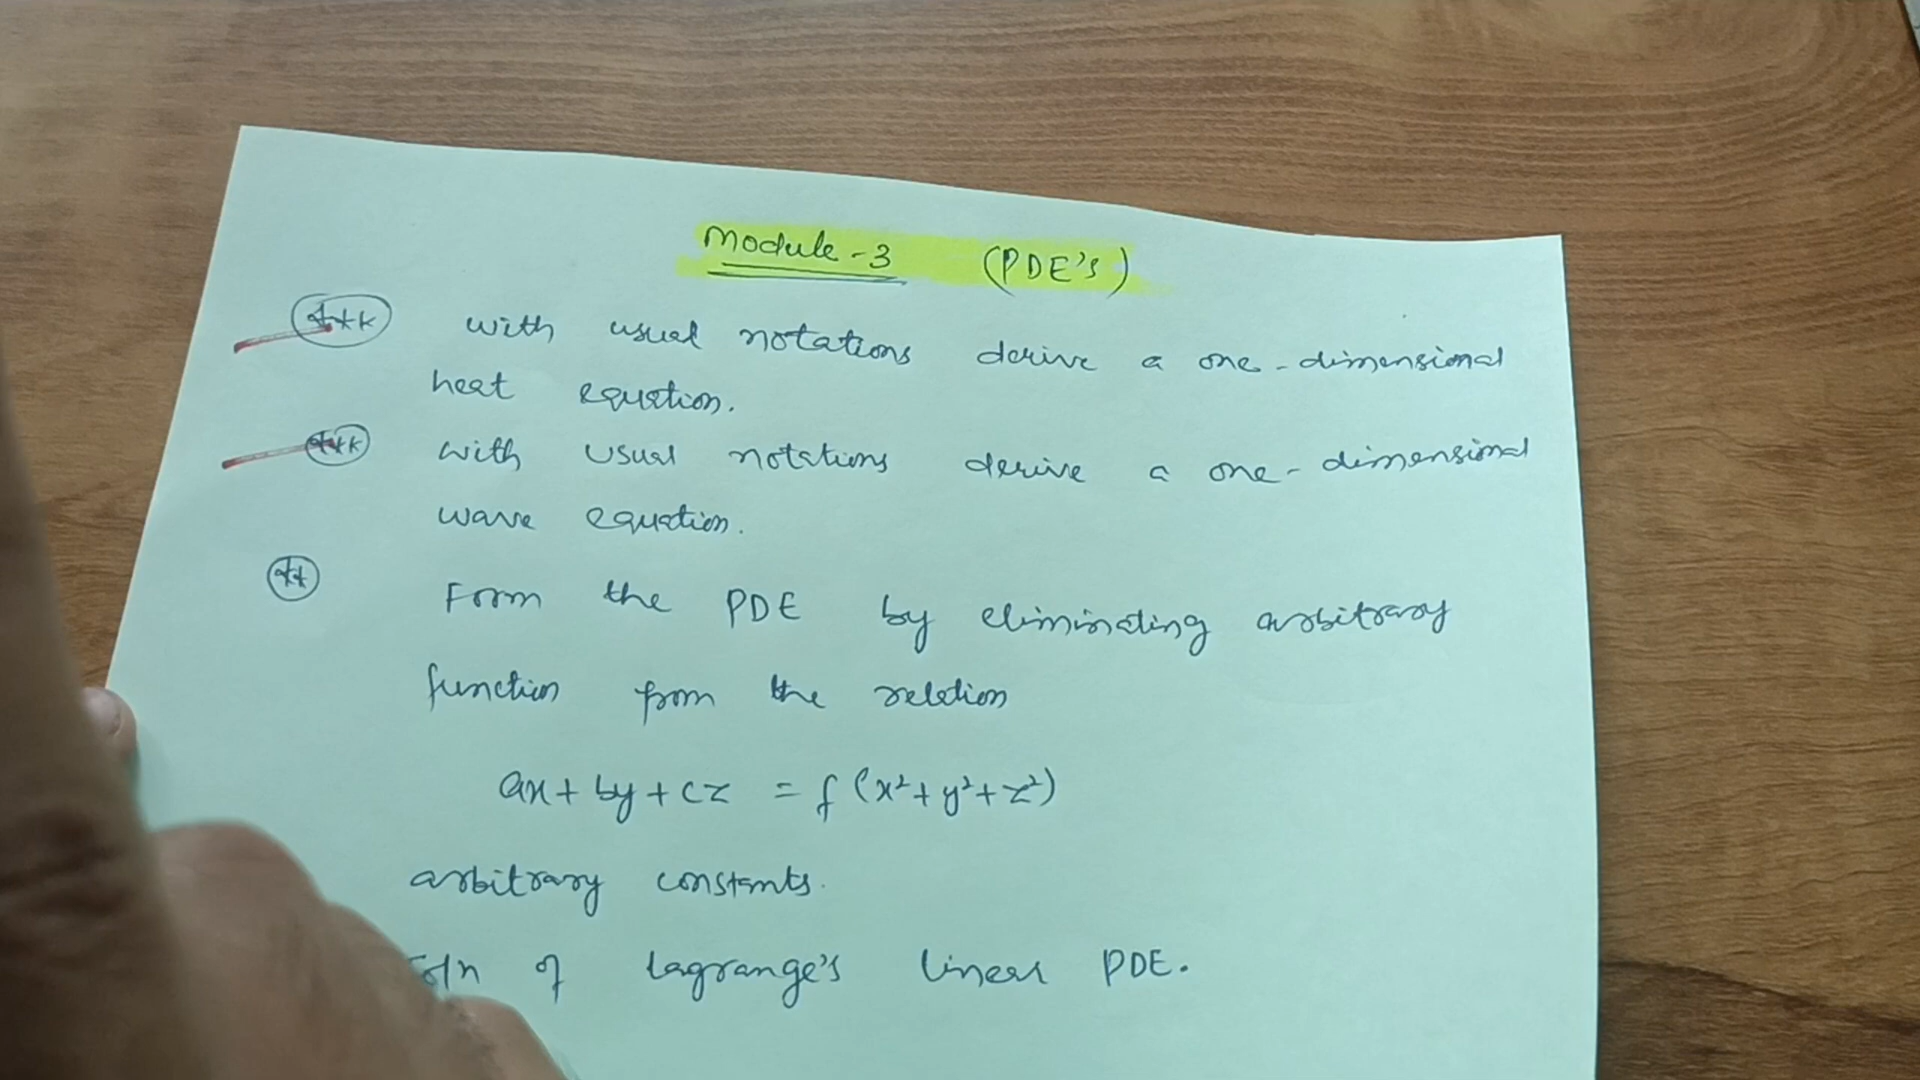 Module-3 (PDE's)
*** with usual notations derive a one-dimensional
heat equation.
*** with usual notations derive a one-dimensional
wave equation.
** Form the PDE by eliminating arbitrary
function from the relation
ax+by+cz = f(x²+y²+z²)
arbitrary constants.
soln of lagrange's linear PDE.